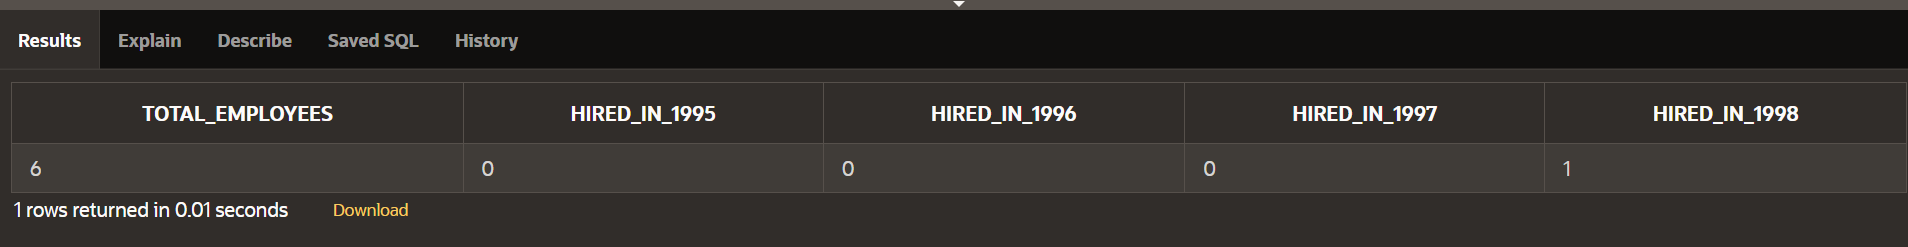 Results Explain Describe Saved SQL History
TOTAL_EMPLOYEES HIRED_IN_1995 HIRED_IN_1996 HIRED_IN_1997 HIRED_IN_1998
6 0 0 0 1
1 rows returned in 0.01 seconds Download